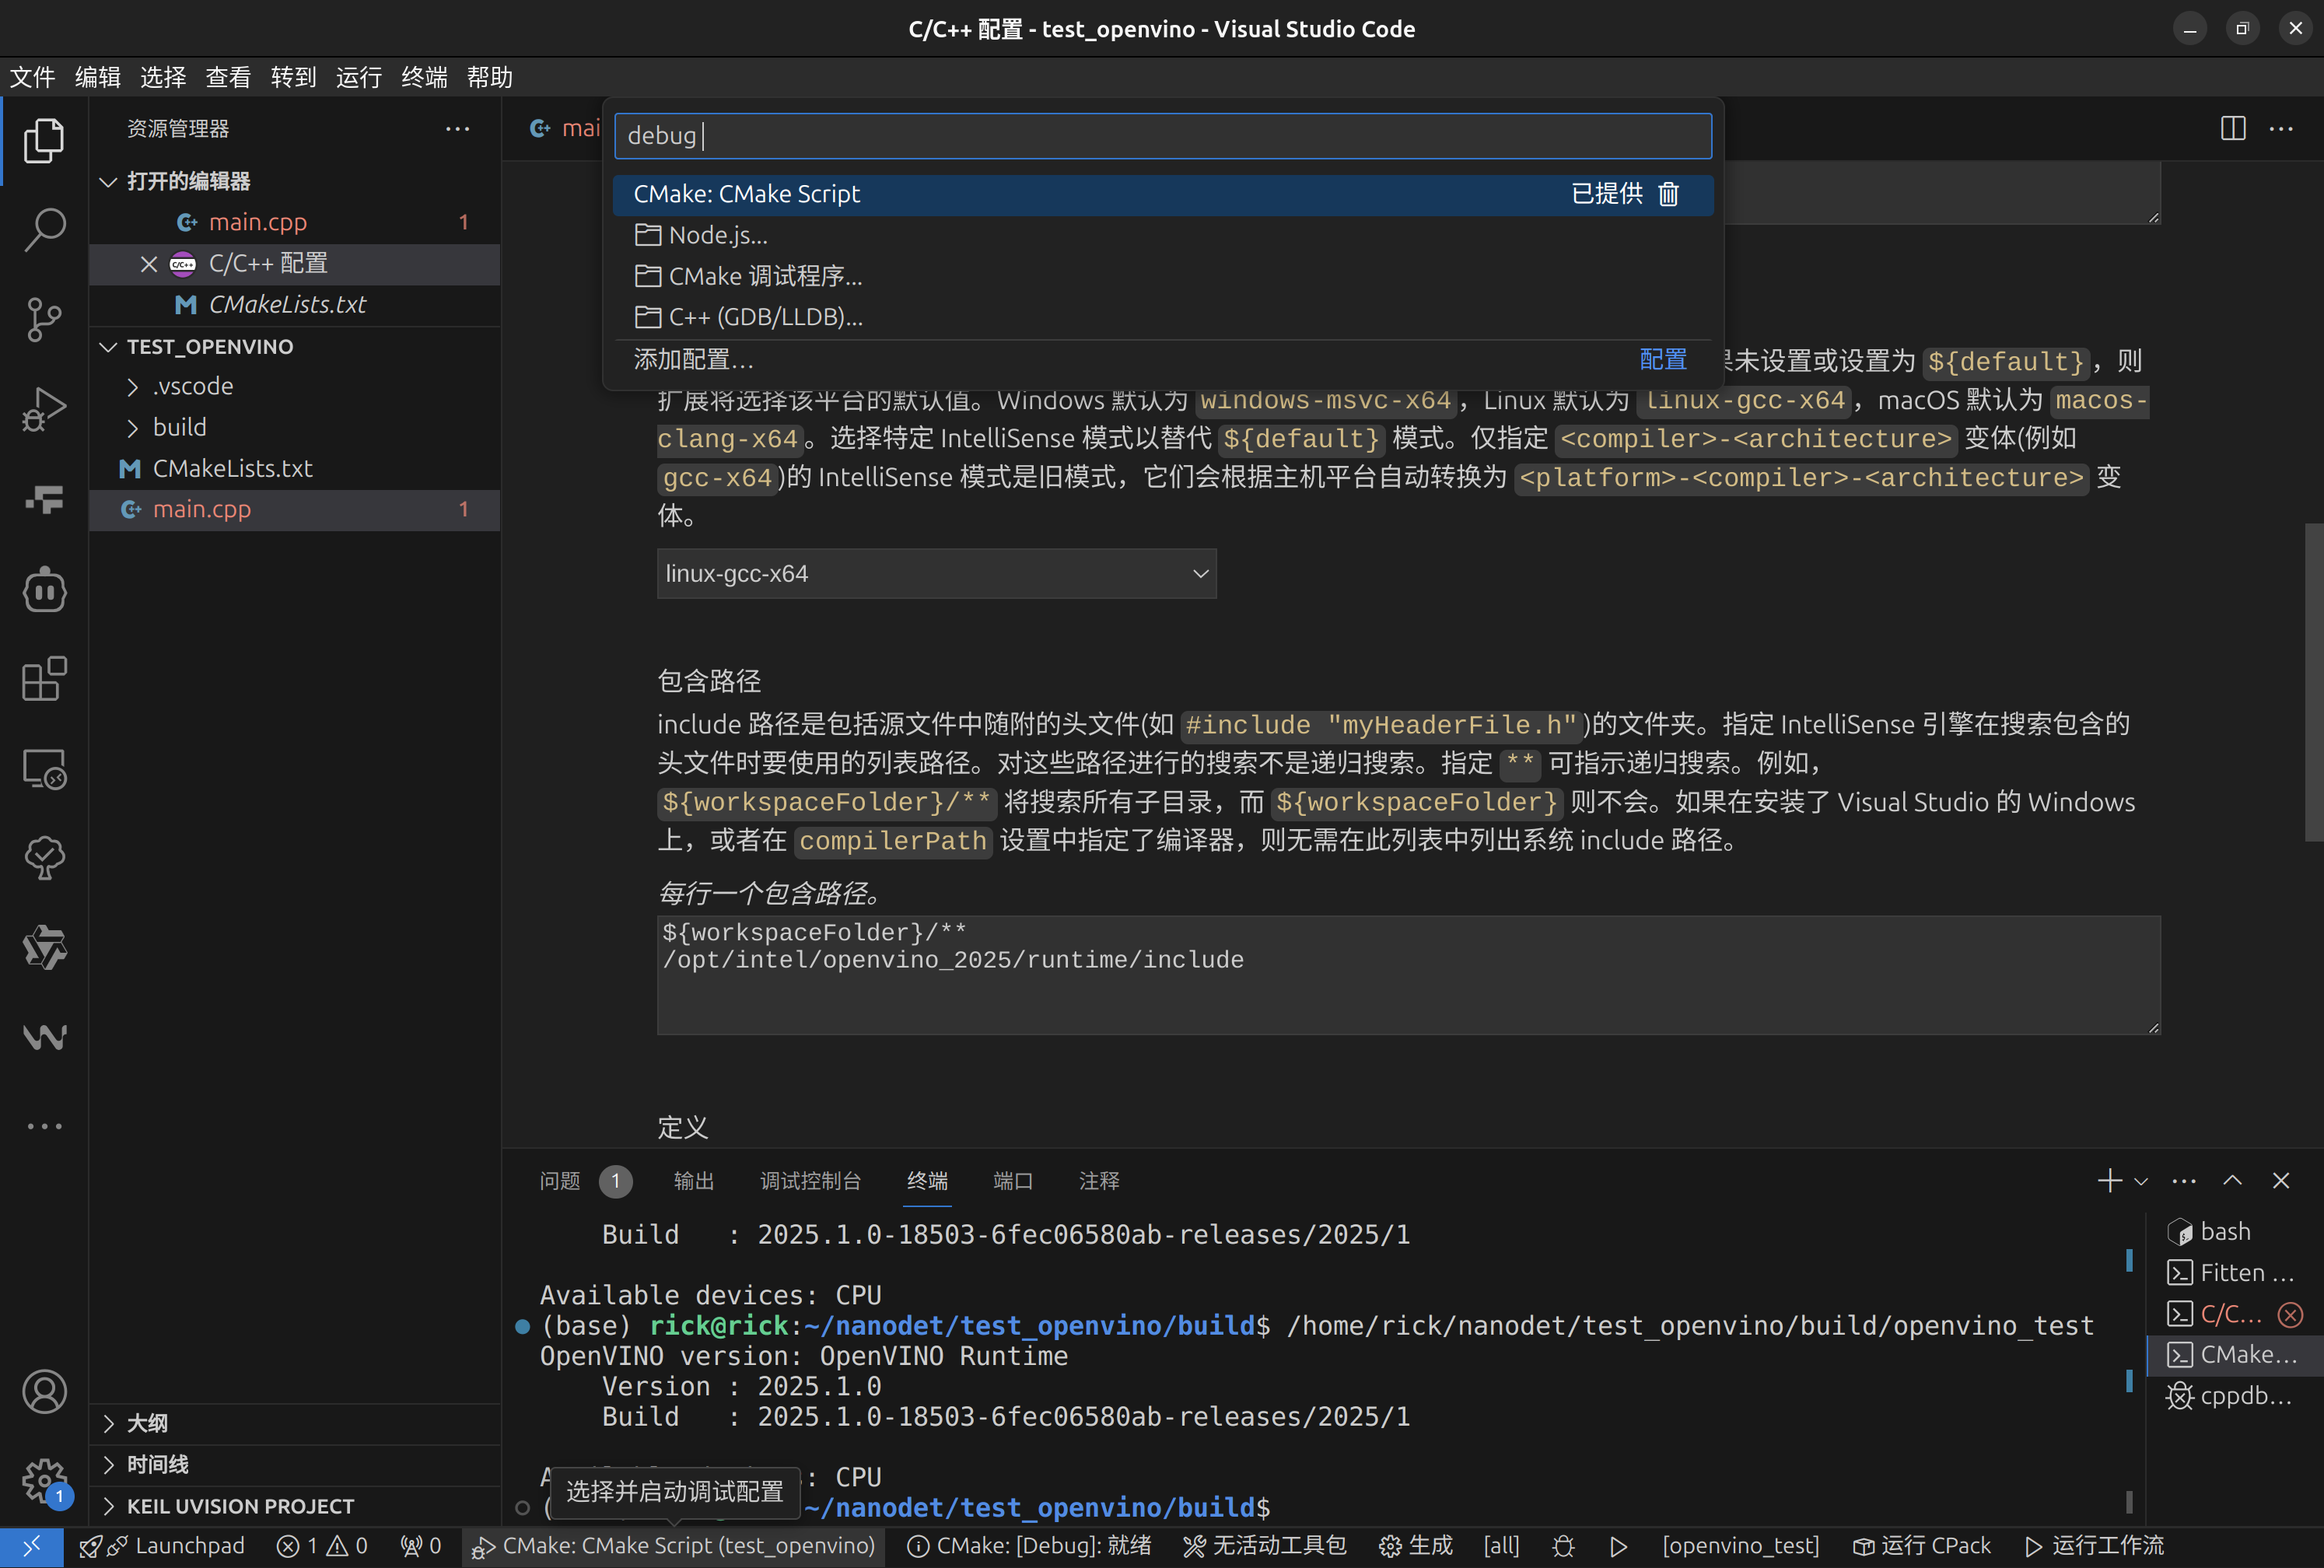 C/C++ 配置 - test_openvino - Visual Studio Code
文件 编辑 选择 查看 转到 运行 终端 帮助
资源管理器
打开的编辑器
main.cpp 1
C/C++ 配置
CMakeLists.txt
TEST_OPENVINO
.vscode
build
CMakeLists.txt
main.cpp 1
大纲
时间线
KEIL UVISION PROJECT
debug
CMake: CMake Script 已提供
Node.js...
CMake 调试程序...
C++ (GDB/LLDB)...
添加配置... 配置
未设置或设置为 ${default}，则
扩展将选择该平台的默认值。Windows 默认为 windows-msvc-x64，Linux 默认为 linux-gcc-x64，macOS 默认为 macos-
clang-x64。选择特定 IntelliSense 模式以替代 ${default} 模式。仅指定 <compiler>-<architecture> 变体(例如
gcc-x64)的 IntelliSense 模式是旧模式，它们会根据主机平台自动转换为 <platform>-<compiler>-<architecture> 变
体。
linux-gcc-x64
包含路径
include 路径是包括源文件中随附的头文件(如 #include "myHeaderFile.h")的文件夹。指定 IntelliSense 引擎在搜索包含的
头文件时要使用的列表路径。对这些路径进行的搜索不是递归搜索。指定 ** 可指示递归搜索。例如，
${workspaceFolder}/** 将搜索所有子目录，而 ${workspaceFolder} 则不会。如果在安装了 Visual Studio 的 Windows
上，或者在 compilerPath 设置中指定了编译器，则无需在此列表中列出系统 include 路径。
每行一个包含路径。
${workspaceFolder}/**
/opt/intel/openvino_2025/runtime/include
定义
问题 1 输出 调试控制台 终端 端口 注释
Build : 2025.1.0-18503-6fec06580ab-releases/2025/1
Available devices: CPU
(base) rick@rick:~/nanodet/test_openvino/build$ /home/rick/nanodet/test_openvino/build/openvino_test
OpenVINO version: OpenVINO Runtime
Version : 2025.1.0
Build : 2025.1.0-18503-6fec06580ab-releases/2025/1
: CPU
~/nanodet/test_openvino/build$
选择并启动调试配置
bash
Fitten ...
C/C...
CMake...
cppdb...
1
Launchpad 1 0 0 CMake: CMake Script (test_openvino) CMake: [Debug]: 就绪 无活动工具包 生成 [all] [openvino_test] 运行 CPack 运行工作流